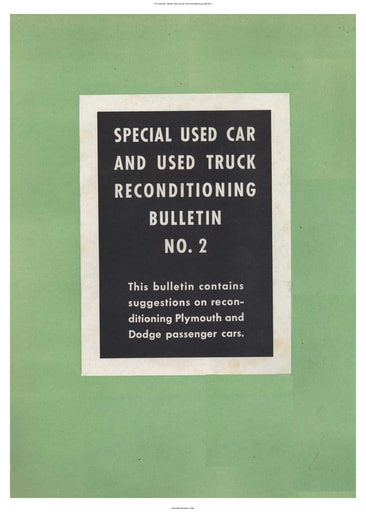 SPECIAL USED CAR
AND USED TRUCK
RECONDITIONING
BULLETIN
NO. 2
This bulletin contains
suggestions on recon-
ditioning Plymouth and
Dodge passenger cars.